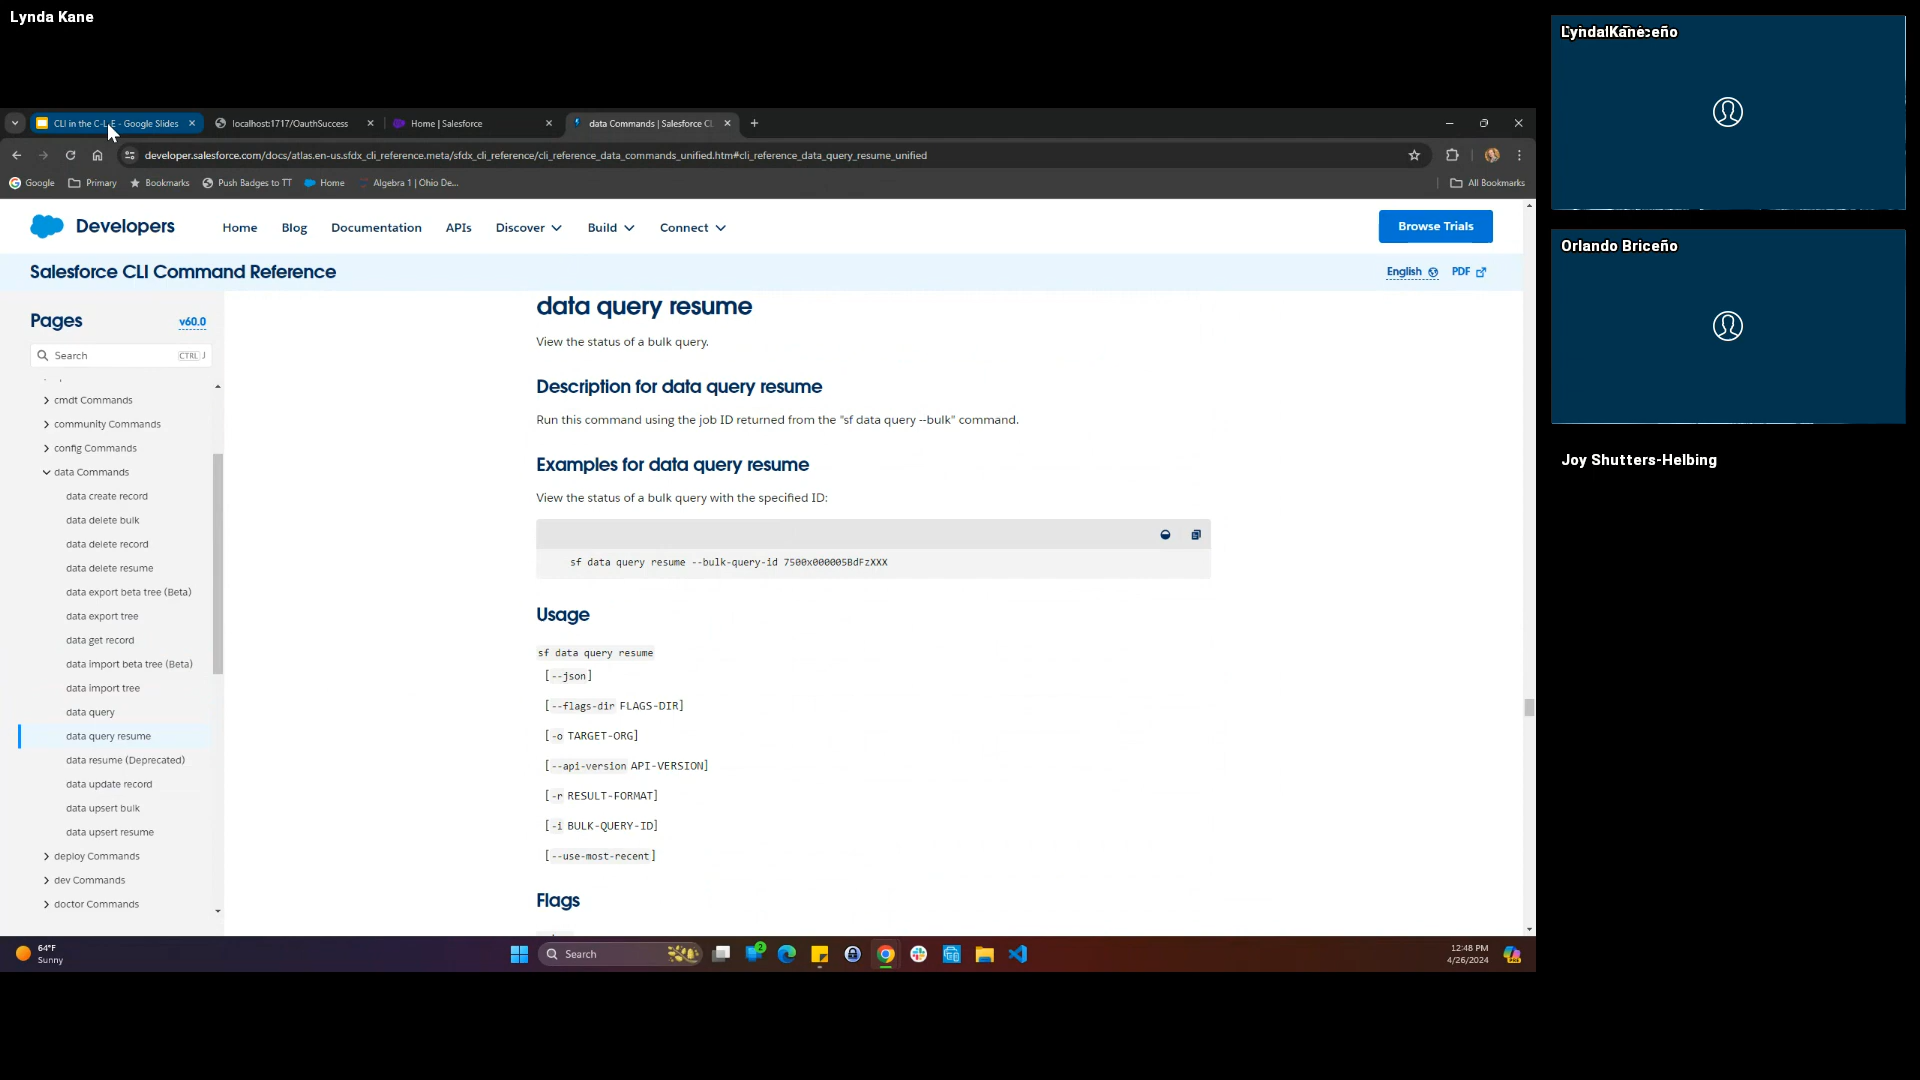 Lynda Kane
CLI in the C-L-E - Google Slides
localhost:1717/OauthSuccess
Home | Salesforce
data Commands | Salesforce CL
developer.salesforce.com/docs/atlas.en-us.sfdx_cli_reference.meta/sfdx_cli_reference/cli_reference_data_commands_unified.htm#cli_reference_data_query_resume_unified
Google
Primary
Bookmarks
Push Badges to TT
Home
Algebra 1 | Ohio De...
All Bookmarks
Developers
Home
Blog
Documentation
APIs
Discover
Build
Connect
Browse Trials
Salesforce CLI Command Reference
English
PDF
Pages
v60.0
Search
CTRL J
cmdt Commands
community Commands
config Commands
data Commands
data create record
data delete bulk
data delete record
data delete resume
data export beta tree (Beta)
data export tree
data get record
data import beta tree (Beta)
data import tree
data query
data query resume
data resume (Deprecated)
data update record
data upsert bulk
data upsert resume
deploy Commands
dev Commands
doctor Commands
data query resume
View the status of a bulk query.
Description for data query resume
Run this command using the job ID returned from the "sf data query --bulk" command.
Examples for data query resume
View the status of a bulk query with the specified ID:
sf data query resume --bulk-query-id 7500x000005BdFzXXX
Usage
sf data query resume
[--json]
[--flags-dir FLAGS-DIR]
[-o TARGET-ORG]
[--api-version API-VERSION]
[-r RESULT-FORMAT]
[-i BULK-QUERY-ID]
[--use-most-recent]
Flags
64°F
Sunny
Search
2
12:48 PM
4/26/2024
Lynda Kane
Orlando Briceño
Joy Shutters-Helbing